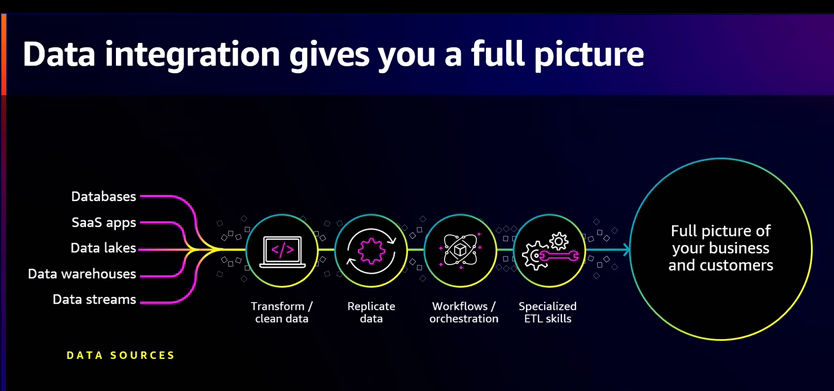 Data integration gives you a full picture
Databases
SaaS apps
Data lakes
Data warehouses
Data streams
DATA SOURCES
</>
Transform /
clean data
Replicate
data
Workflows /
orchestration
Specialized
ETL skills
Full picture of
your business
and customers